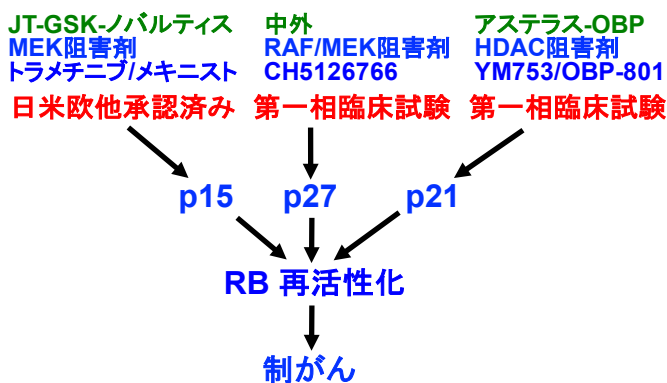 JT-GSK-ノバルティス
MEK阻害剤
トラメチニブ/メキニスト
日米欧他承認済み
中外
RAF/MEK阻害剤
CH5126766
第一相臨床試験
アステラス-OBP
HDAC阻害剤
YM753/OBP-801
第一相臨床試験
p15
p27
p21
RB 再活性化
制がん